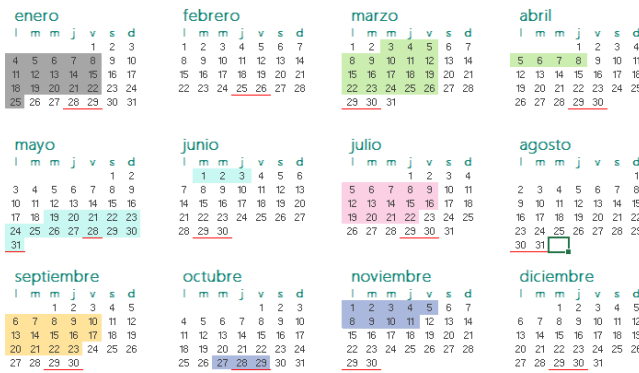 enero
l m m j v s d
1 2 3
4 5 6 7 8 9 10
11 12 13 14 15 16 17
18 19 20 21 22 23 24
25 26 27 28 29 30 31
febrero
l m m j v s d
1 2 3 4 5 6 7
8 9 10 11 12 13 14
15 16 17 18 19 20 21
22 23 24 25 26 27 28
marzo
l m m j v s d
1 2 3 4 5 6 7
8 9 10 11 12 13 14
15 16 17 18 19 20 21
22 23 24 25 26 27 28
29 30 31
abril
l m m j v s d
1 2 3 4
5 6 7 8 9 10 11
12 13 14 15 16 17 18
19 20 21 22 23 24 25
26 27 28 29 30
mayo
l m m j v s d
1 2
3 4 5 6 7 8 9
10 11 12 13 14 15 16
17 18 19 20 21 22 23
24 25 26 27 28 29 30
31
junio
l m m j v s d
1 2 3 4 5 6
7 8 9 10 11 12 13
14 15 16 17 18 19 20
21 22 23 24 25 26 27
28 29 30
julio
l m m j v s d
1 2 3 4
5 6 7 8 9 10 11
12 13 14 15 16 17 18
19 20 21 22 23 24 25
26 27 28 29 30 31
agosto
l m m j v s d
1
2 3 4 5 6 7 8
9 10 11 12 13 14 15
16 17 18 19 20 21 22
23 24 25 26 27 28 29
30 31
septiembre
l m m j v s d
1 2 3 4 5
6 7 8 9 10 11 12
13 14 15 16 17 18 19
20 21 22 23 24 25 26
27 28 29 30
octubre
l m m j v s d
1 2 3
4 5 6 7 8 9 10
11 12 13 14 15 16 17
18 19 20 21 22 23 24
25 26 27 28 29 30 31
noviembre
l m m j v s d
1 2 3 4 5 6 7
8 9 10 11 12 13 14
15 16 17 18 19 20 21
22 23 24 25 26 27 28
29 30
diciembre
l m m j v s d
1 2 3 4 5
6 7 8 9 10 11 12
13 14 15 16 17 18 19
20 21 22 23 24 25 26
27 28 29 30 31